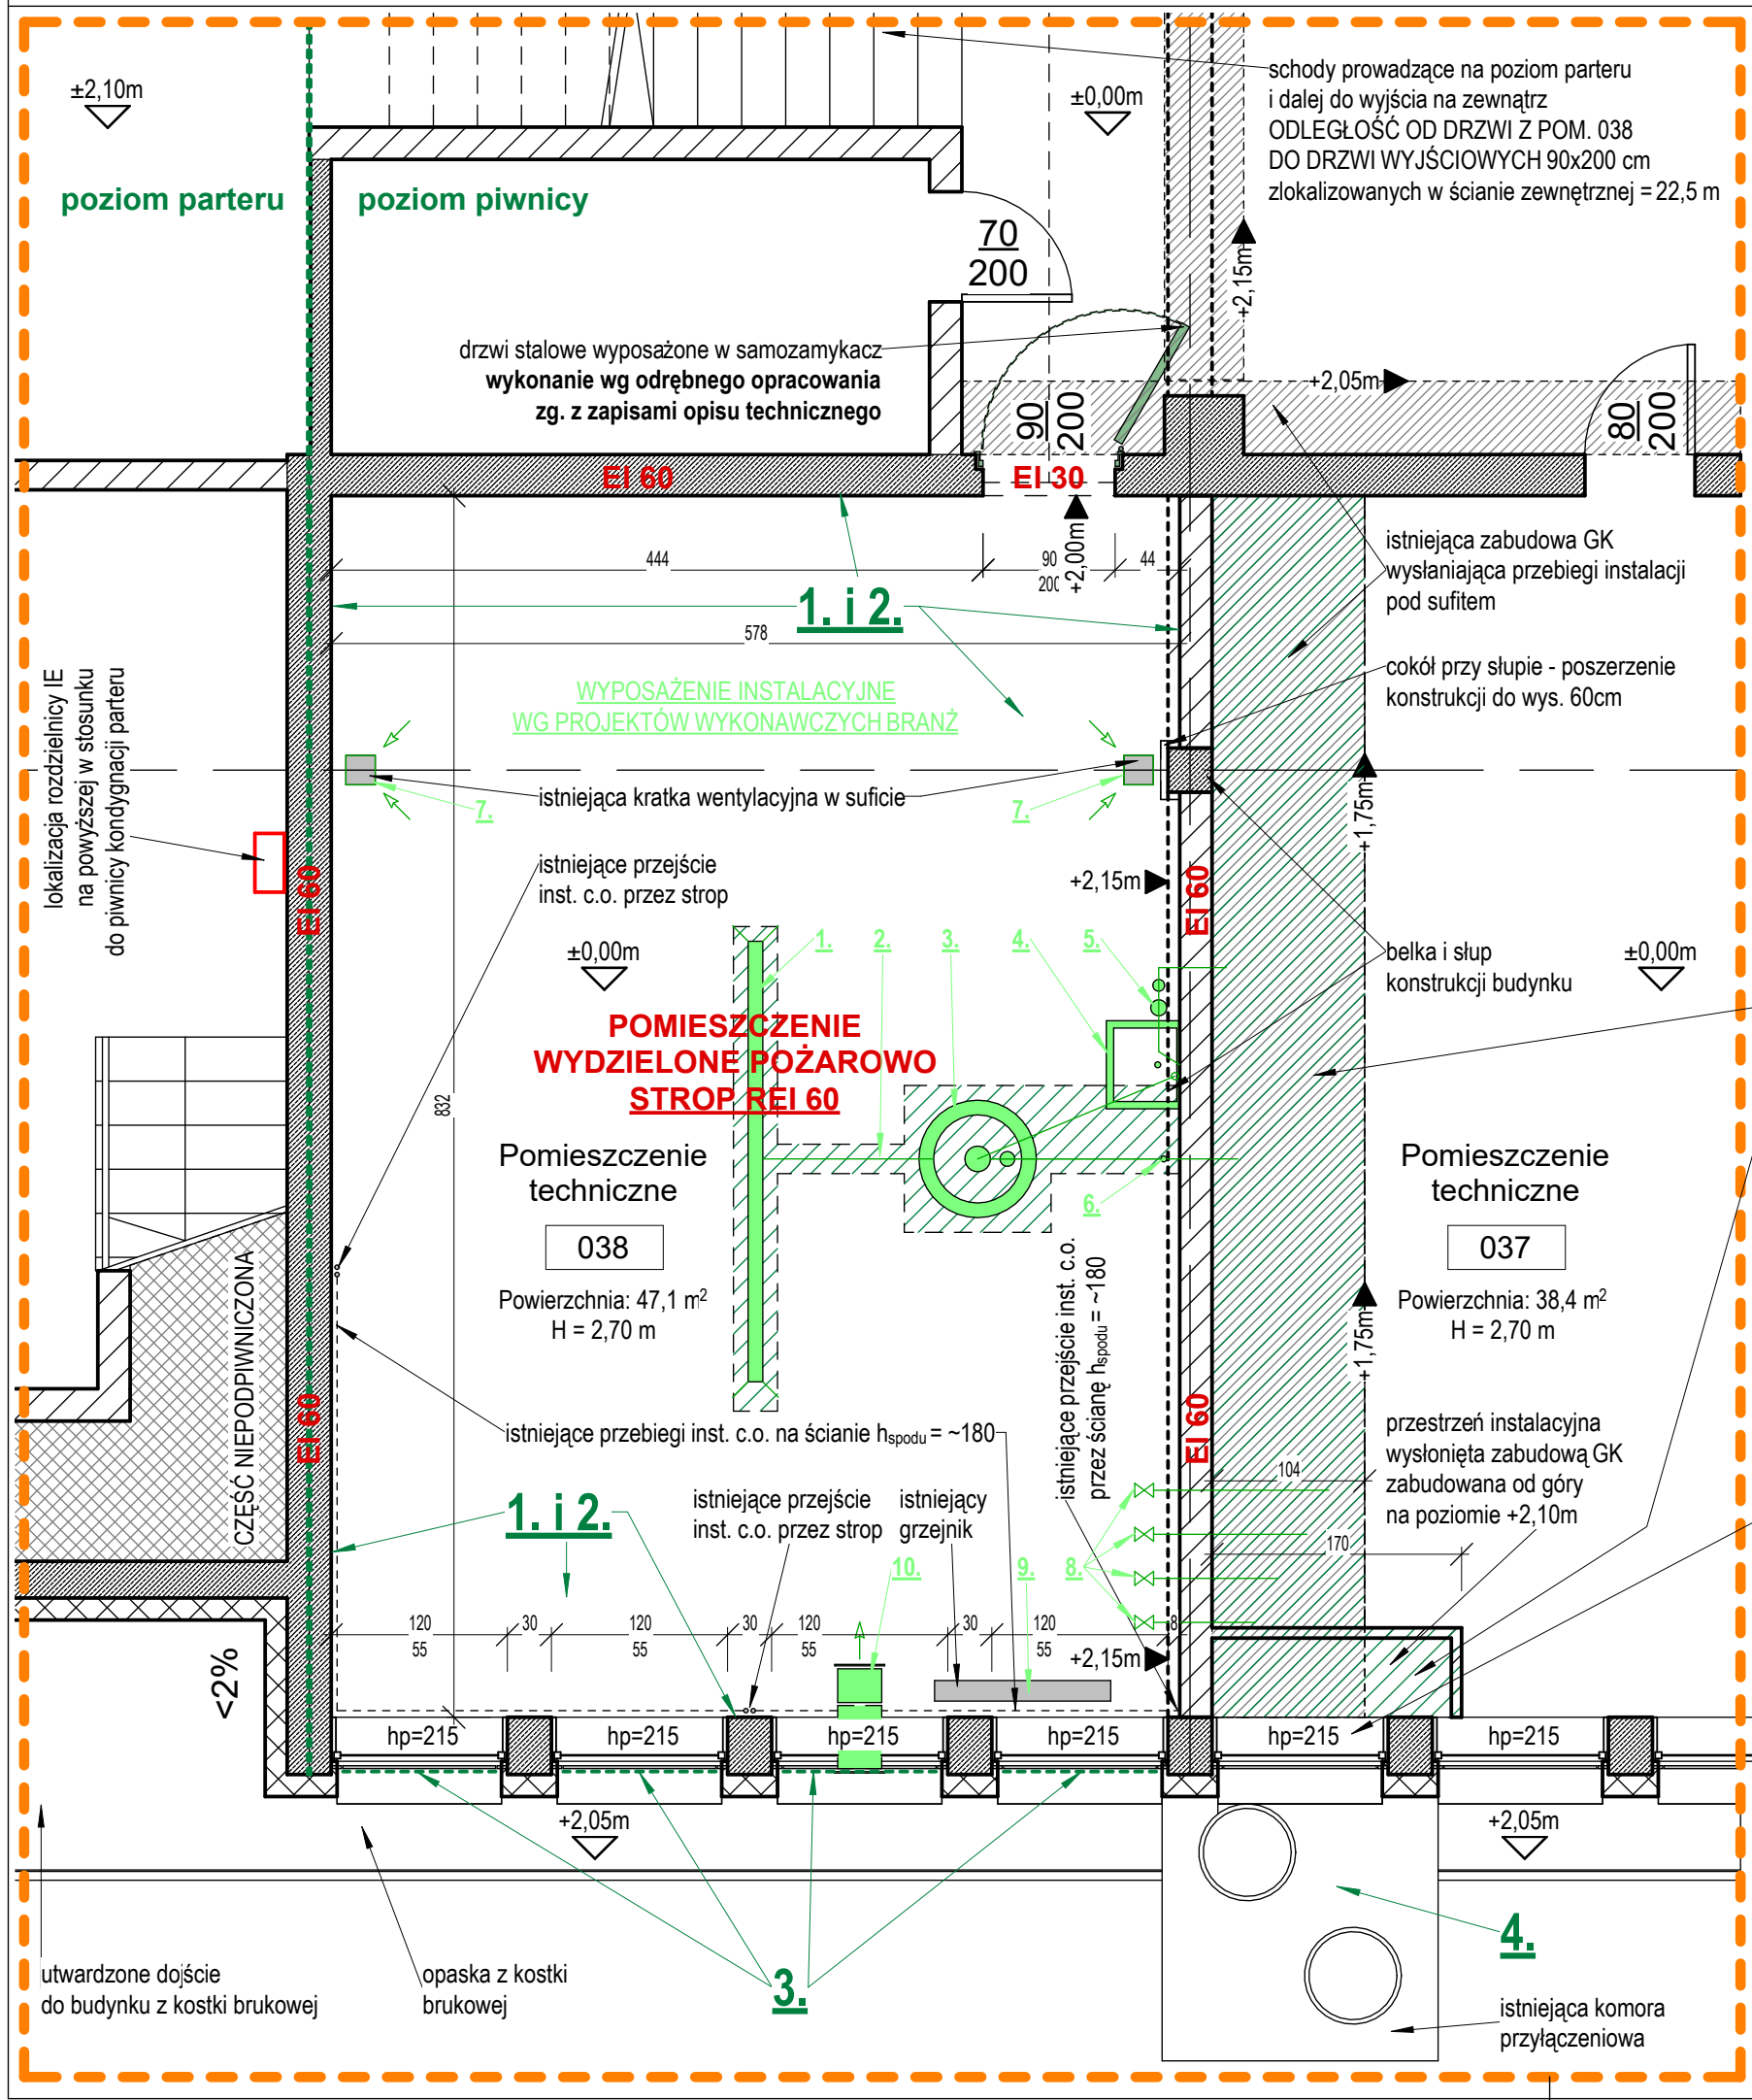 ±2,10m
±0,00m
schody prowadzące na poziom parteru
i dalej do wyjścia na zewnątrz
ODLEGŁOŚĆ OD DRZWI Z POM. 038
DO DRZWI WYJŚCIOWYCH 90x200 cm
zlokalizowanych w ścianie zewnętrznej = 22,5 m
poziom parteru
poziom piwnicy
70
200
+2,15m
drzwi stalowe wyposażone w samozamykacz
wykonanie wg odrębnego opracowania
zg. z zapisami opisu technicznego
+2,05m
90
200
80
200
EI 60
EI 30
+2,00m
istniejąca zabudowa GK
wysłaniająca przebiegi instalacji
pod sufitem
444
90
200
44
1. i 2.
578
cokół przy słupie - poszerzenie
konstrukcji do wys. 60cm
WYPOSAŻENIE INSTALACYJNE
WG PROJEKTÓW WYKONAWCZYCH BRANŻ
lokalizacja rozdzielnicy IE
na powyższej w stosunku
do piwnicy kondygnacji parteru
istniejąca kratka wentylacyjna w suficie
7.
7.
+1,75m
istniejące przejście
inst. c.o. przez strop
+2,15m
EI 60
EI 60
1.
2.
3.
4.
5.
±0,00m
belka i słup
konstrukcji budynku
±0,00m
POMIESZCZENIE
WYDZIELONE POŻAROWO
STROP REI 60
832
Pomieszczenie
techniczne
038
Powierzchnia: 47,1 m²
H = 2,70 m
6.
Pomieszczenie
techniczne
037
Powierzchnia: 38,4 m²
H = 2,70 m
istniejące przejście inst. c.o.
przez ścianę hspodu = ~180
+1,75m
CZĘŚĆ NIEPODPIWNICZONA
EI 60
EI 60
istniejące przebiegi inst. c.o. na ścianie hspodu = ~180
przestrzeń instalacyjna
wysłonięta zabudową GK
zabudowana od góry
na poziomie +2,10m
104
1. i 2.
istniejące przejście
inst. c.o. przez strop
istniejący
grzejnik
170
10.
9.
8.
120
55
30
120
55
30
120
55
30
120
55
8
+2,15m
<2%
hp=215
hp=215
hp=215
hp=215
hp=215
hp=215
+2,05m
+2,05m
4.
utwardzone dojście
do budynku z kostki brukowej
opaska z kostki
brukowej
3.
istniejąca komora
przyłączeniowa